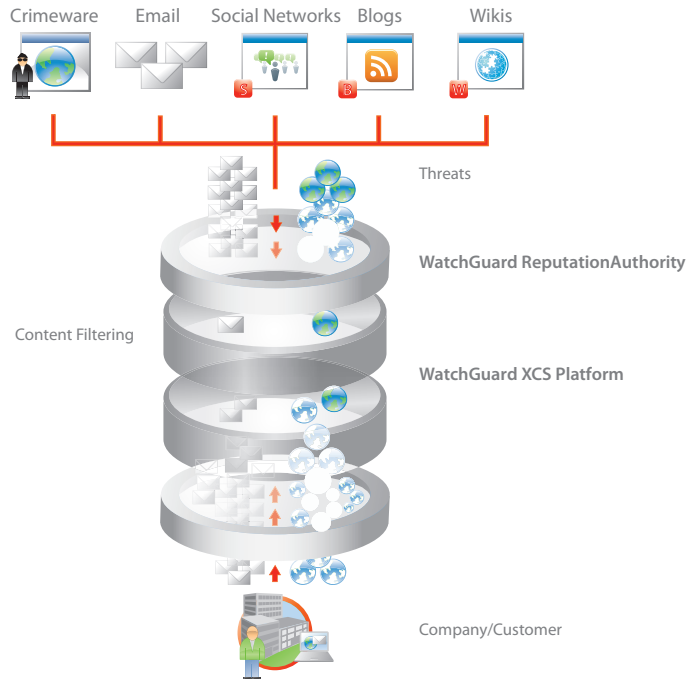 Crimeware
Email
Social Networks
Blogs
Wikis
S
B
W
Threats
WatchGuard ReputationAuthority
Content Filtering
WatchGuard XCS Platform
Company/Customer